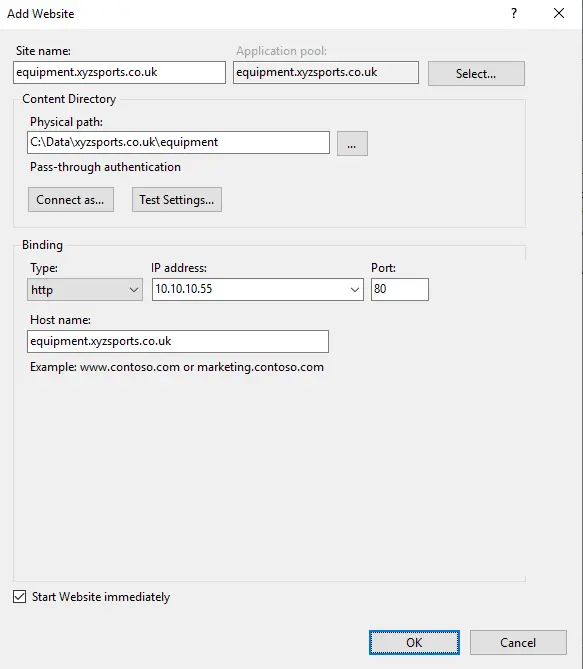 Add Website ?
Site name: Application pool:
equipment.xyzsports.co.uk equipment.xyzsports.co.uk Select...
Content Directory
Physical path:
C:\Data\xyzsports.co.uk\equipment ...
Pass-through authentication
Connect as... Test Settings...
Binding
Type: IP address: Port:
http 10.10.10.55 80
Host name:
equipment.xyzsports.co.uk
Example: www.contoso.com or marketing.contoso.com
Start Website immediately
OK Cancel